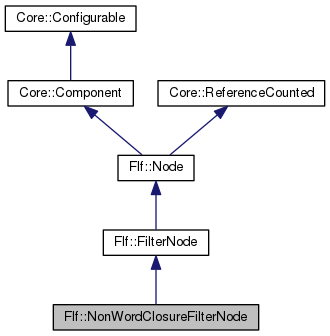 Core::Configurable
Core::Component
Core::ReferenceCounted
Flf::Node
Flf::FilterNode
Flf::NonWordClosureFilterNode